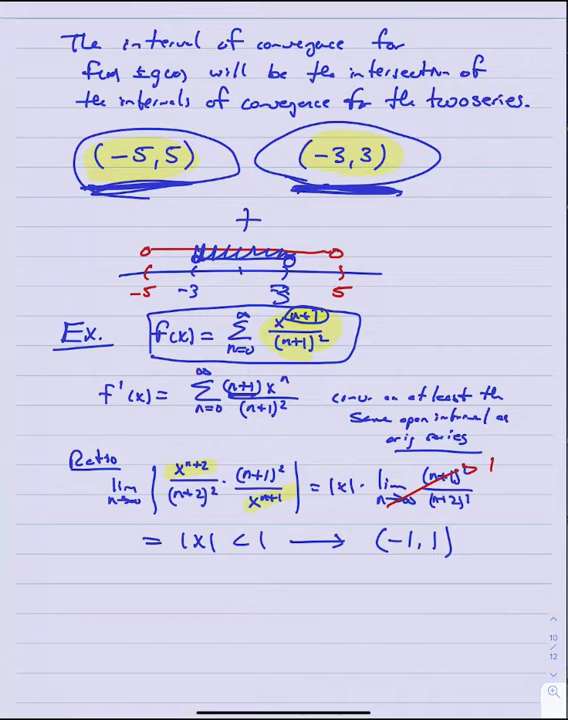 The interval of convergence for
f(x) ± g(x) will be the intersection of
the intervals of convergence for the two series.
(-5,5) (-3,3)
+
-5 -3 3 5
Ex. f(x) = ∑_{n=0}^{∞} x^{(n+1)}/(n+1)^2
f'(x) = ∑_{n=0}^{∞} (n+1) x^n/(n+1)^2
conv on at least the
same open interval as
orig series
Ratio
lim_{n→∞} | x^{n+2}/(n+2)^2 · (n+1)^2/x^{n+1} | = |x| · lim_{n→∞} (n+1)^2/(n+2)^2 1
= |x| < 1 → (-1, 1)
10
/
12